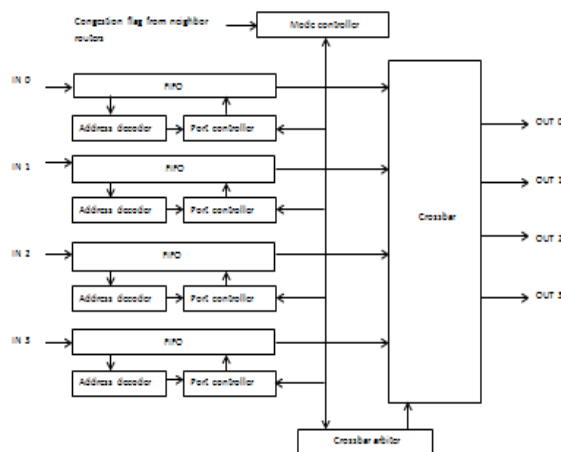 Congestion flag from neighbor
routers
Mode controller
IN 0
FIFO
Address decoder
Port controller
IN 1
FIFO
Address decoder
Port controller
IN 2
FIFO
Address decoder
Port controller
IN 3
FIFO
Address decoder
Port controller
Crossbar
OUT 0
OUT 1
OUT 2
OUT 3
Crossbar arbiter